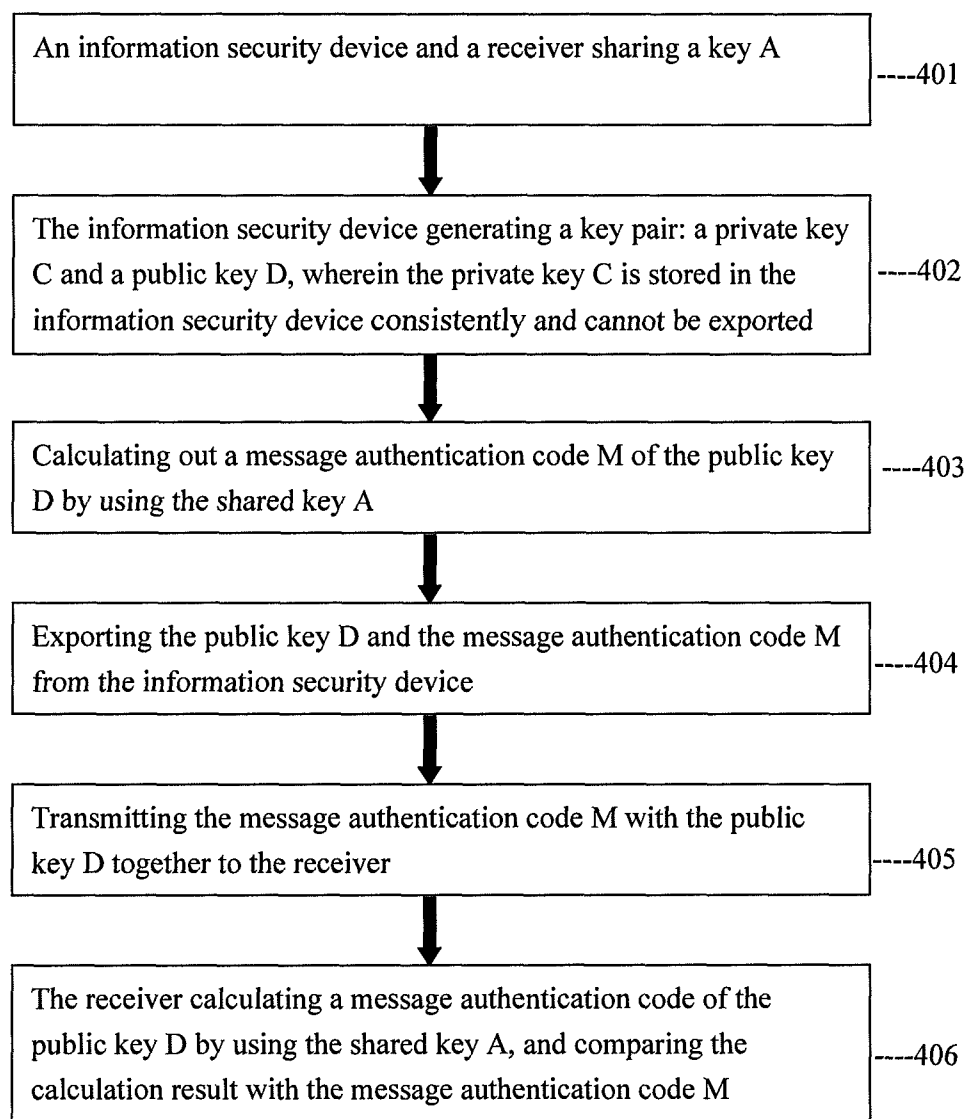 An information security device and a receiver sharing a key A
----401
The information security device generating a key pair: a private key
C and a public key D, wherein the private key C is stored in the
----402
information security device consistently and cannot be exported
Calculating out a message authentication code M of the public key
----403
D by using the shared key A
Exporting the public key D and the message authentication code M
----404
from the information security device
Transmitting the message authentication code M with the public
key D together to the receiver
----405
The receiver calculating a message authentication code of the
public key D by using the shared key A, and comparing the
----406
calculation result with the message authentication code M